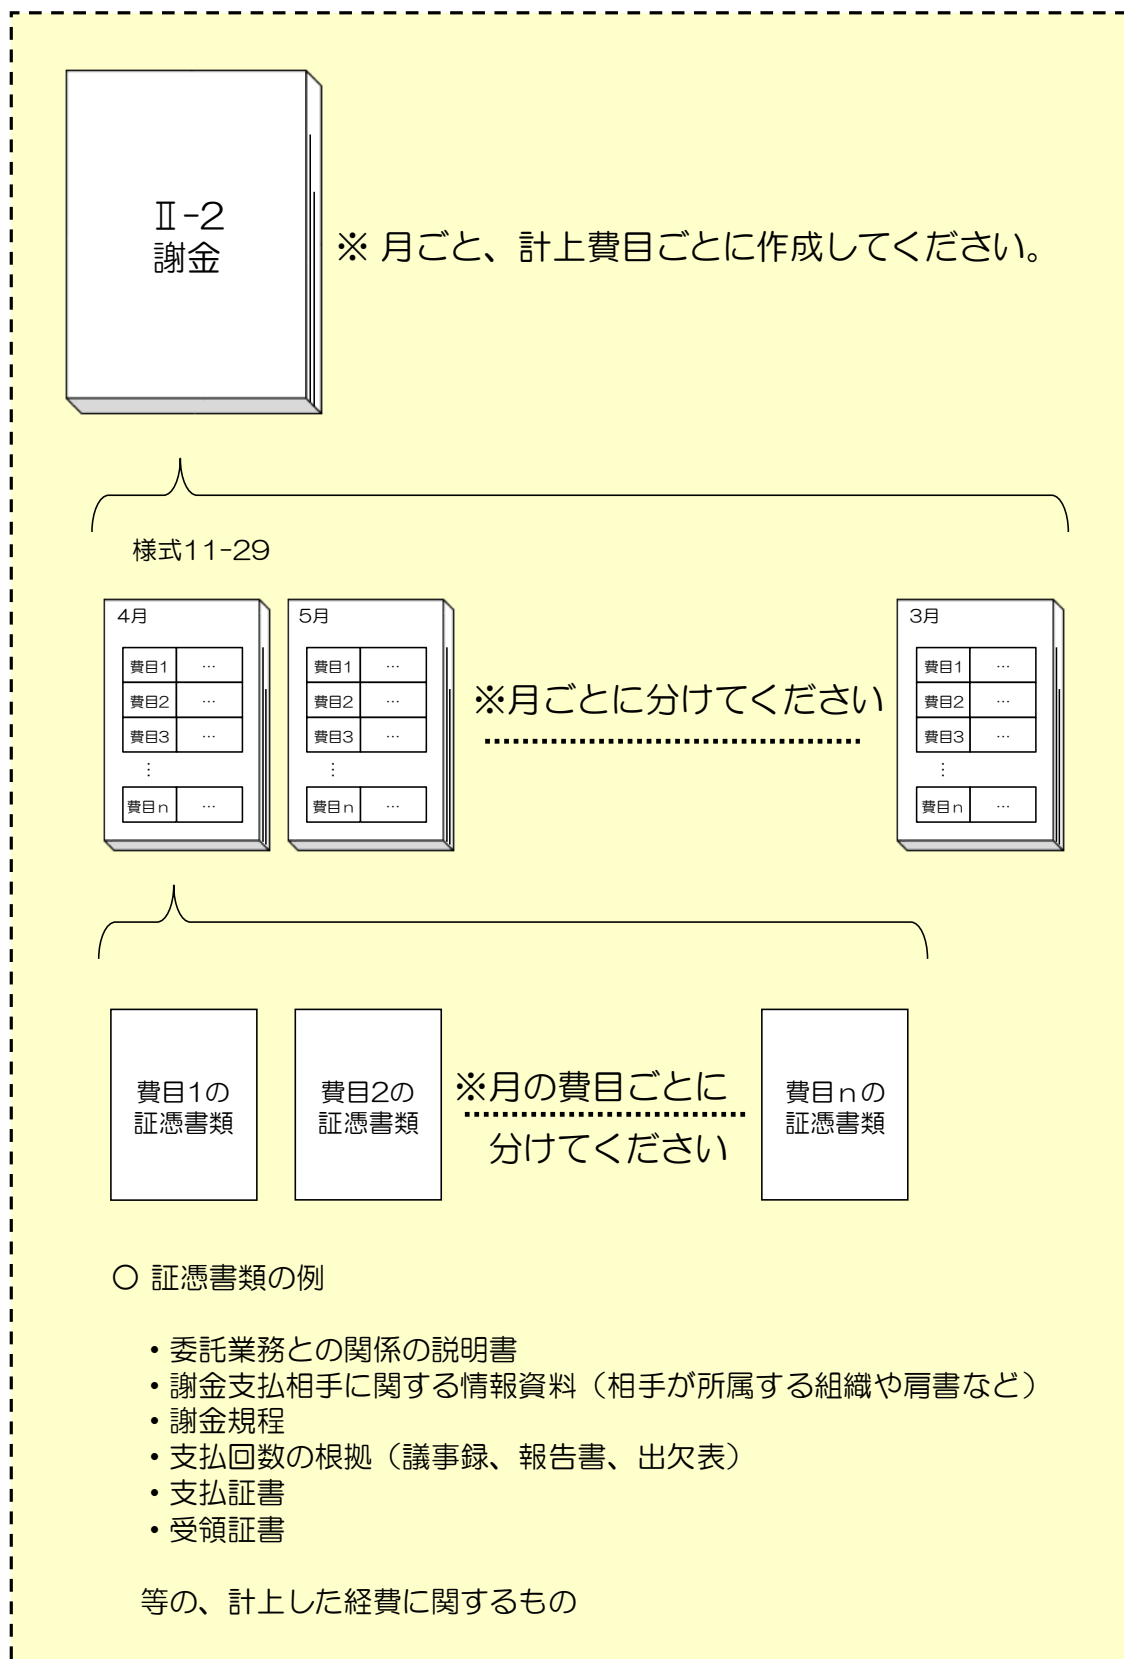 Ⅱ-2
謝金
※ 月ごと、計上費目ごとに作成してください。
様式11-29
4月
費目1 …
費目2 …
費目3 …
⋮
費目n …
5月
費目1 …
費目2 …
費目3 …
⋮
費目n …
※月ごとに分けてください
3月
費目1 …
費目2 …
費目3 …
⋮
費目n …
費目1の
証憑書類
費目2の
証憑書類
※月の費目ごとに
分けてください
費目nの
証憑書類
○ 証憑書類の例
・委託業務との関係の説明書
・謝金支払相手に関する情報資料（相手が所属する組織や肩書など）
・謝金規程
・支払回数の根拠（議事録、報告書、出欠表）
・支払証書
・受領証書
等の、計上した経費に関するもの